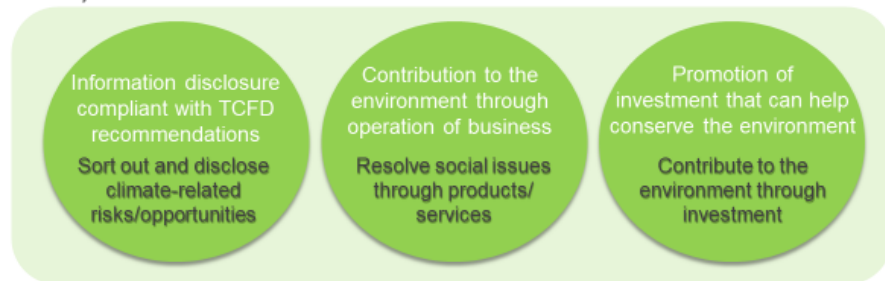 Information disclosure
compliant with TCFD
recommendations
Sort out and disclose
climate-related
risks/opportunities
Contribution to the
environment through
operation of business
Resolve social issues
through products/
services
Promotion of
investment that can help
conserve the environment
Contribute to the
environment through
investment